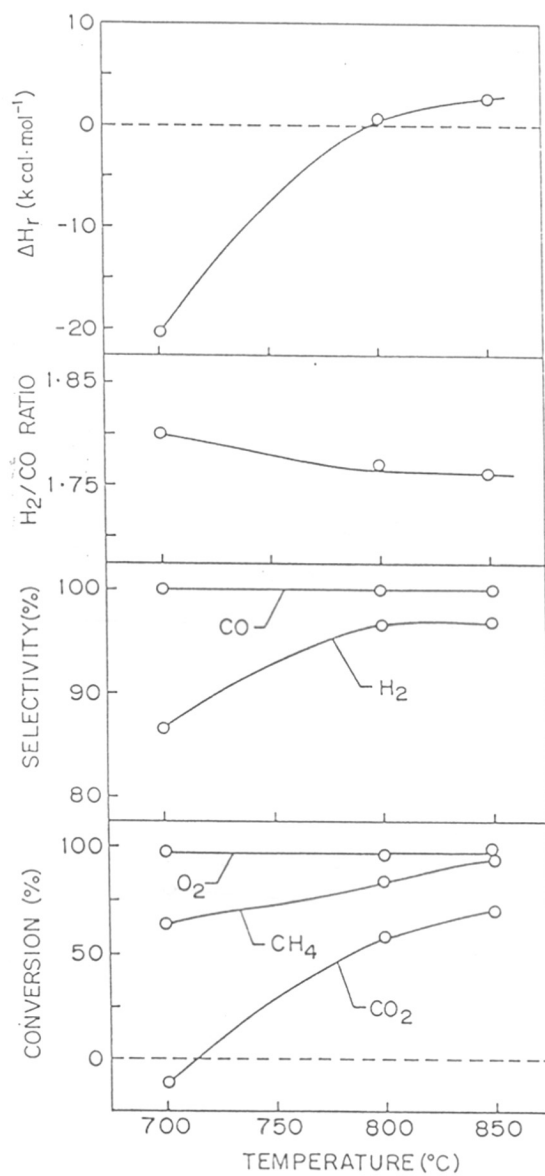 ΔHr (kcal·mol⁻¹)
10
0
-10
-20
H2/CO RATIO
1·85
1·75
SELECTIVITY (%)
100
90
80
CO
H2
CONVERSION (%)
100
50
0
O2
CH4
CO2
700
750
800
850
TEMPERATURE (°C)